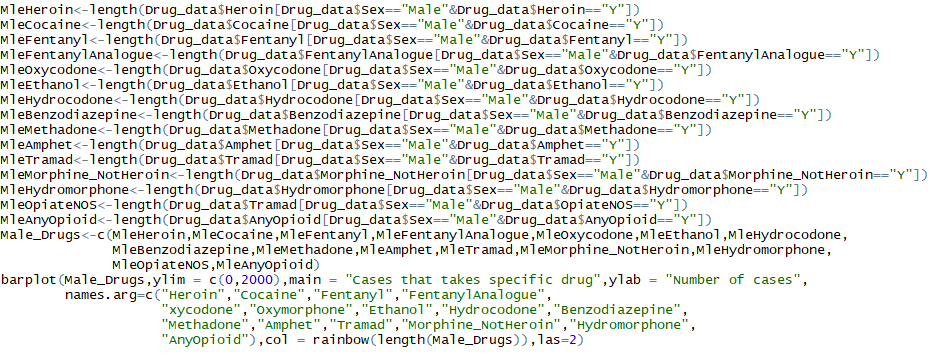 MleHeroin<-length(Drug_data$Heroin[Drug_data$Sex=="Male"&Drug_data$Heroin=="Y"])
MleCocaine<-length(Drug_data$Cocaine[Drug_data$Sex=="Male"&Drug_data$Cocaine=="Y"])
MleFentanyl<-length(Drug_data$Fentanyl[Drug_data$Sex=="Male"&Drug_data$Fentanyl=="Y"])
MleFentanylAnalogue<-length(Drug_data$FentanylAnalogue[Drug_data$Sex=="Male"&Drug_data$FentanylAnalogue=="Y"])
MleOxycodone<-length(Drug_data$Oxycodone[Drug_data$Sex=="Male"&Drug_data$Oxycodone=="Y"])
MleEthanol<-length(Drug_data$Ethanol[Drug_data$Sex=="Male"&Drug_data$Ethanol=="Y"])
MleHydrocodone<-length(Drug_data$Hydrocodone[Drug_data$Sex=="Male"&Drug_data$Hydrocodone=="Y"])
MleBenzodiazepine<-length(Drug_data$Benzodiazepine[Drug_data$Sex=="Male"&Drug_data$Benzodiazepine=="Y"])
MleMethadone<-length(Drug_data$Methadone[Drug_data$Sex=="Male"&Drug_data$Methadone=="Y"])
MleAmphet<-length(Drug_data$Amphet[Drug_data$Sex=="Male"&Drug_data$Amphet=="Y"])
MleTramad<-length(Drug_data$Tramad[Drug_data$Sex=="Male"&Drug_data$Tramad=="Y"])
MleMorphine_NotHeroin<-length(Drug_data$Morphine_NotHeroin[Drug_data$Sex=="Male"&Drug_data$Morphine_NotHeroin=="Y"])
MleHydromorphone<-length(Drug_data$Hydromorphone[Drug_data$Sex=="Male"&Drug_data$Hydromorphone=="Y"])
MleOpiateNOS<-length(Drug_data$Tramad[Drug_data$Sex=="Male"&Drug_data$OpiateNOS=="Y"])
MleAnyOpioid<-length(Drug_data$AnyOpioid[Drug_data$Sex=="Male"&Drug_data$AnyOpioid=="Y"])
Male_Drugs<-c(MleHeroin,MleCocaine,MleFentanyl,MleFentanylAnalogue,MleOxycodone,MleEthanol,MleHydrocodone,
MleBenzodiazepine,MleMethadone,MleAmphet,MleTramad,MleMorphine_NotHeroin,MleHydromorphone,
MleOpiateNOS,MleAnyOpioid)
barplot(Male_Drugs,ylim = c(0,2000),main = "Cases that takes specific drug",ylab = "Number of cases",
names.arg=c("Heroin","Cocaine","Fentanyl","FentanylAnalogue",
"xycodone","Oxymorphone","Ethanol","Hydrocodone","Benzodiazepine",
"Methadone","Amphet","Tramad","Morphine_NotHeroin","Hydromorphone",
"AnyOpioid"),col = rainbow(length(Male_Drugs)),las=2)